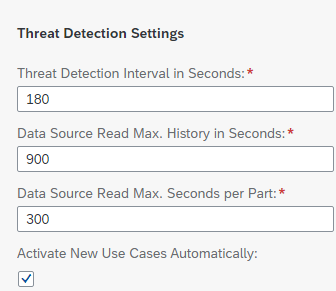 Threat Detection Settings
Threat Detection Interval in Seconds:*
180
Data Source Read Max. History in Seconds:*
900
Data Source Read Max. Seconds per Part:*
300
Activate New Use Cases Automatically: